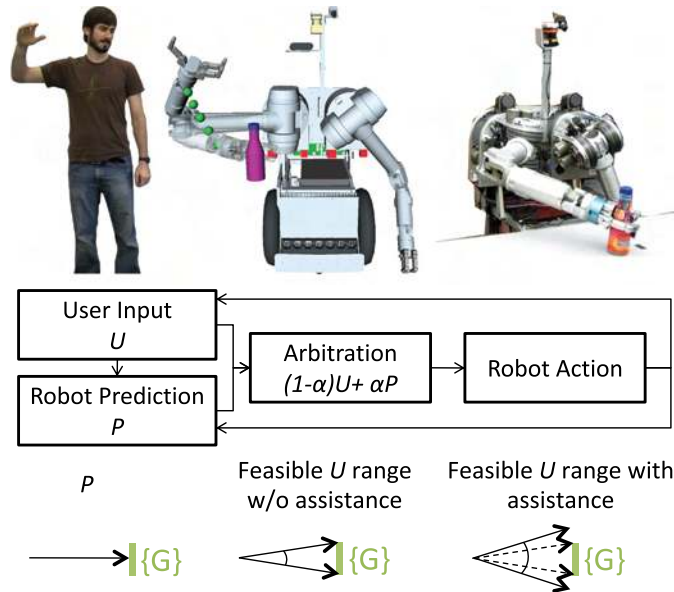 User Input
U
Robot Prediction
P
Arbitration
(1-α)U+ αP
Robot Action
P
Feasible U range
w/o assistance
Feasible U range with
assistance
{G}
{G}
{G}